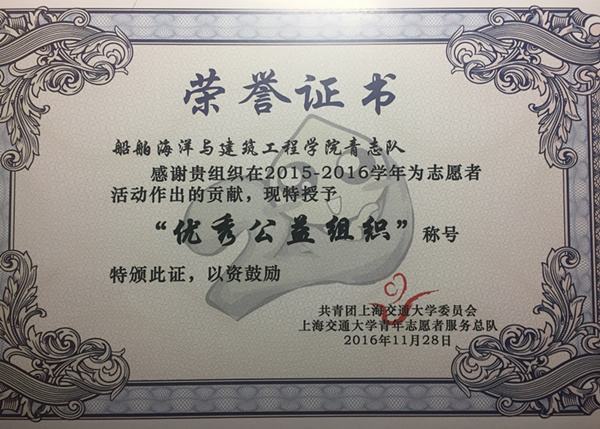 荣誉证书
船舶海洋与建筑工程学院青志队
感谢贵组织在2015-2016学年为志愿者
活动作出的贡献，现特授予
“优秀公益组织”称号
特颁此证，以资鼓励
共青团上海交通大学委员会
上海交通大学青年志愿者服务总队
2016年11月28日